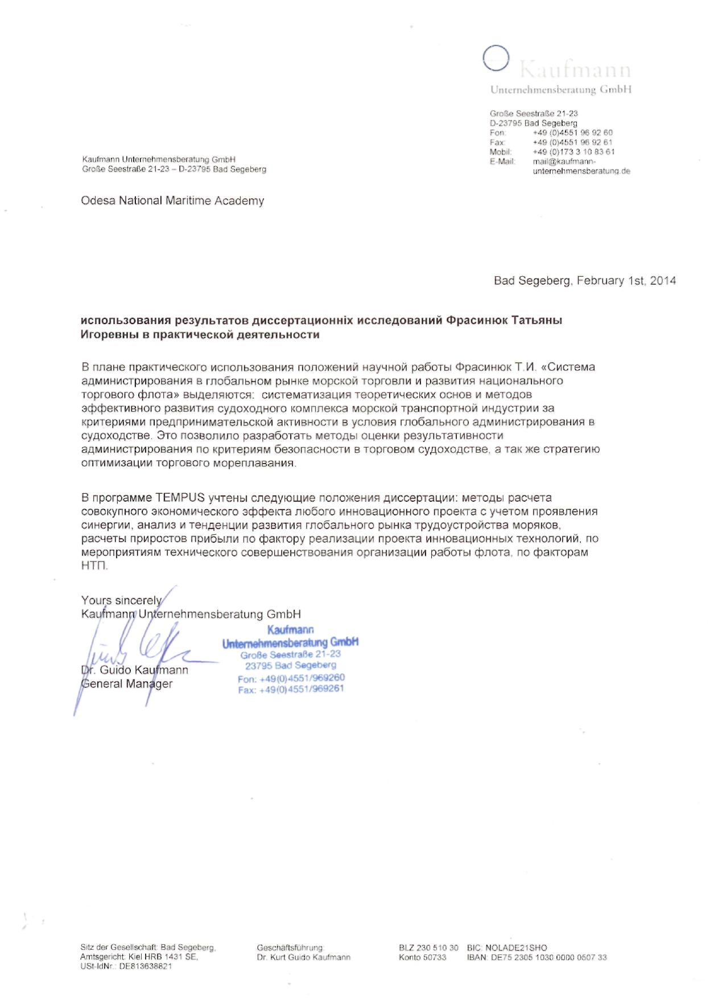 Kaufmann
Unternehmensberatung GmbH
Große Seestraße 21-23
D-23795 Bad Segeberg
Fon: +49 (0)4551 96 92 60
Fax: +49 (0)4551 96 92 61
Mobil: +49 (0)173 3 10 83 61
E-Mail: mail@kaufmann-
unternehmensberatung.de
Kaufmann Unternehmensberatung GmbH
Große Seestraße 21-23 – D-23795 Bad Segeberg
Odesa National Maritime Academy
Bad Segeberg, February 1st, 2014
использования результатов диссертационніх исследований Фрасинюк Татьяны
Игоревны в практической деятельности
В плане практического использования положений научной работы Фрасинюк Т.И. «Система
администрирования в глобальном рынке морской торговли и развития национального
торгового флота» выделяются: систематизация теоретических основ и методов
эффективного развития судоходного комплекса морской транспортной индустрии за
критериями предпринимательской активности в условия глобального администрирования в
судоходстве. Это позволило разработать методы оценки результативности
администрирования по критериям безопасности в торговом судоходстве, а так же стратегию
оптимизации торгового мореплавания.
В программе TEMPUS учтены следующие положения диссертации: методы расчета
совокупного экономического эффекта любого инновационного проекта с учетом проявления
синергии, анализ и тенденции развития глобального рынка трудоустройства моряков,
расчеты приростов прибыли по фактору реализации проекта инновационных технологий, по
мероприятиям технического совершенствования организации работы флота, по факторам
НТП.
Yours sincerely
Kaufmann Unternehmensberatung GmbH
Kaufmann
Unternehmensberatung GmbH
Große Seestraße 21-23
23795 Bad Segeberg
Fon: +49(0)4551/969260
Fax: +49(0)4551/969261
Dr. Guido Kaufmann
General Manager
Sitz der Gesellschaft: Bad Segeberg,
Amtsgericht: Kiel HRB 1431 SE,
USt-IdNr.: DE813638821
Geschäftsführung:
Dr. Kurt Guido Kaufmann
BLZ 230 510 30 BIC: NOLADE21SHO
Konto 50733 IBAN: DE75 2305 1030 0000 0507 33